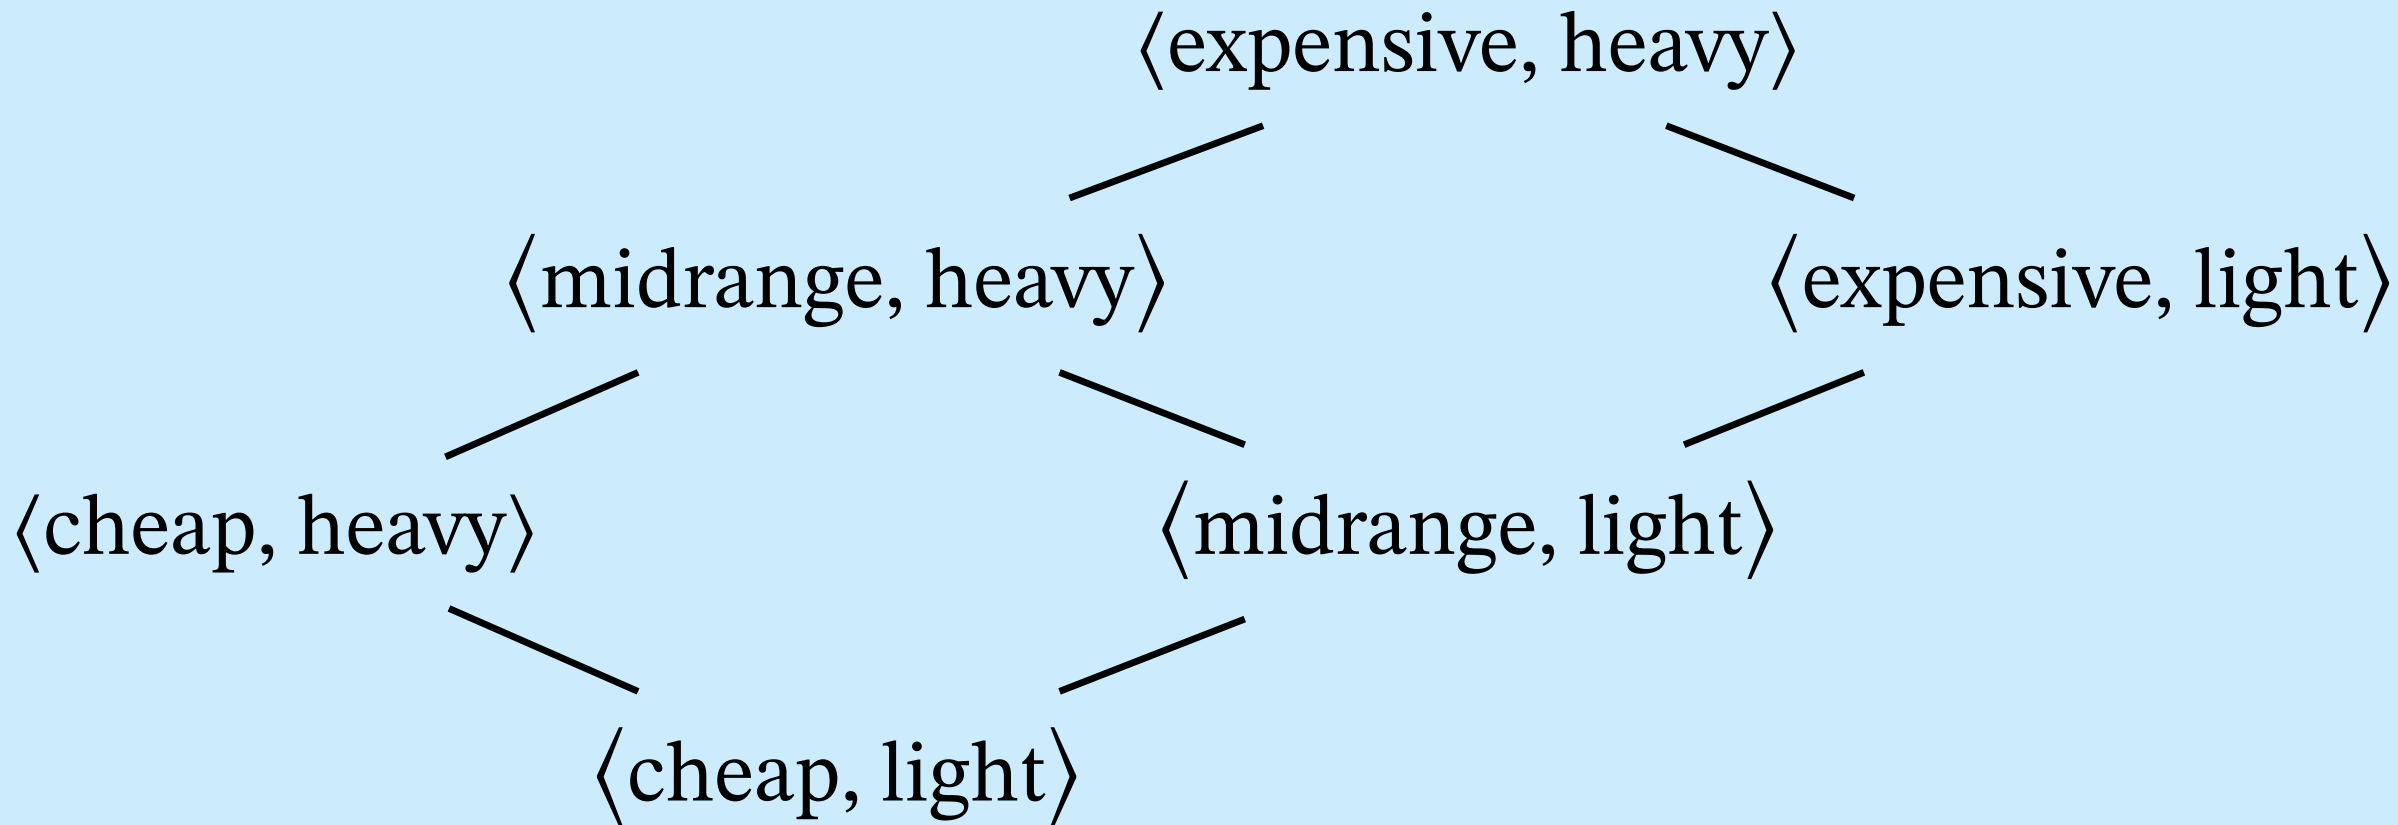 ⟨expensive, heavy⟩
⟨midrange, heavy⟩
⟨expensive, light⟩
⟨cheap, heavy⟩
⟨midrange, light⟩
⟨cheap, light⟩